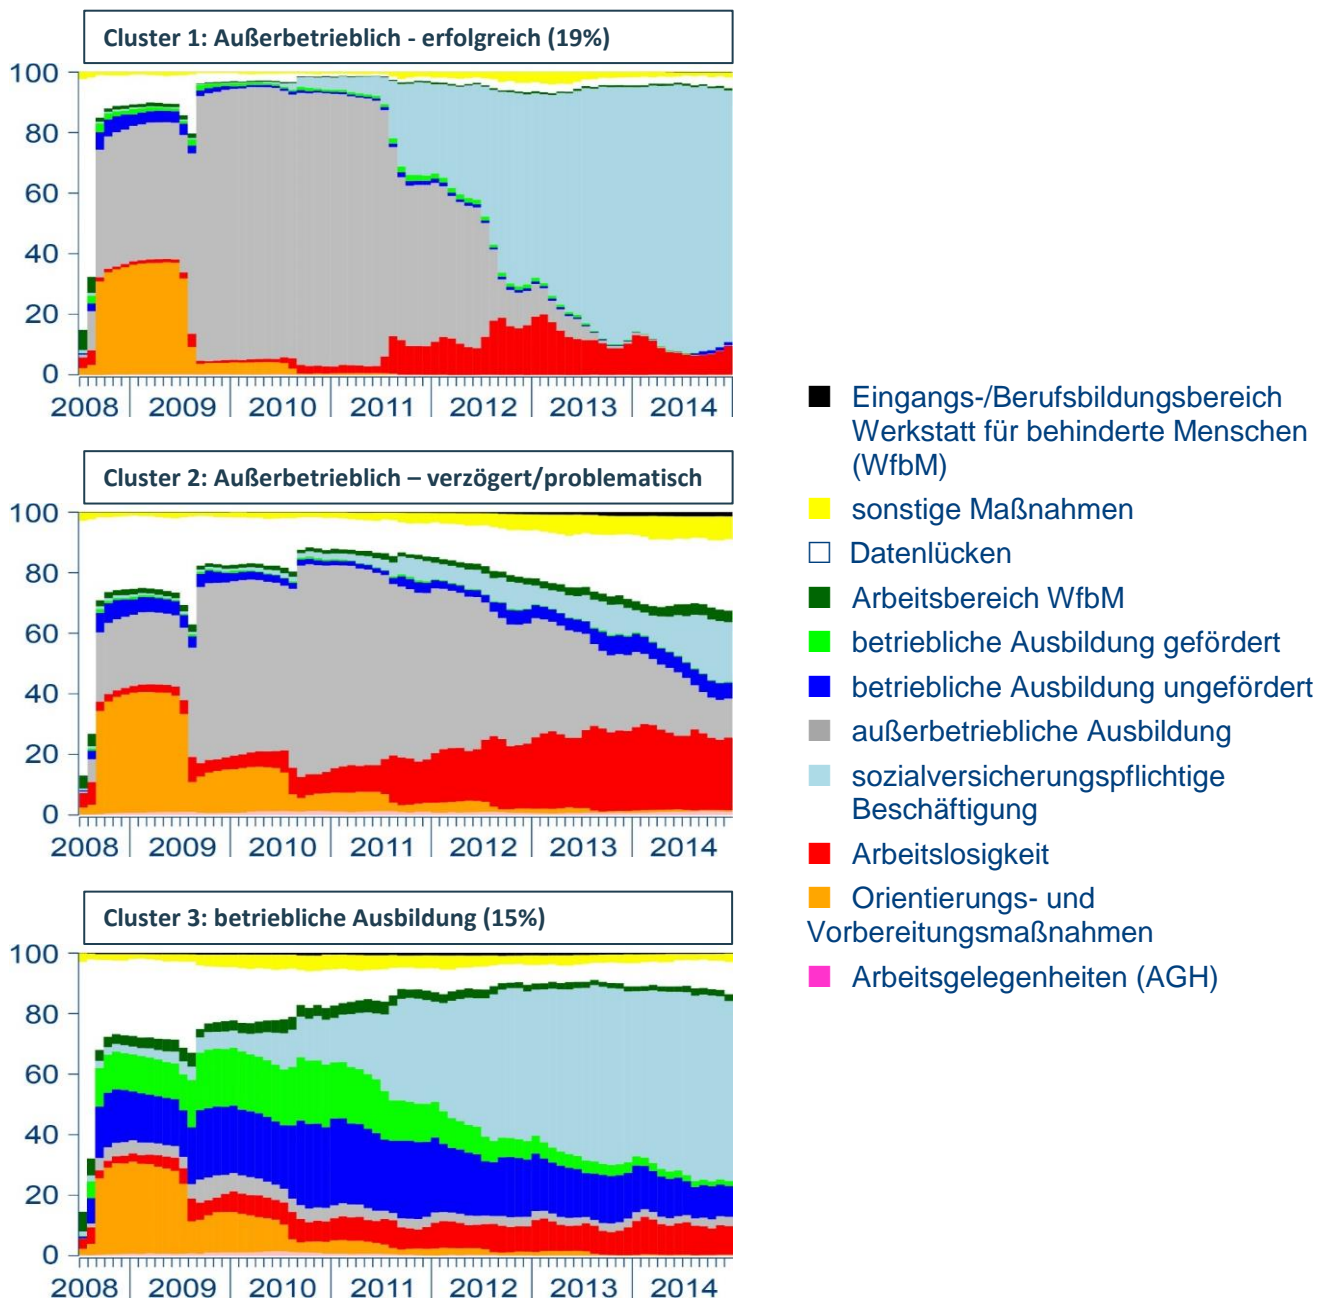 Cluster 1: Außerbetrieblich - erfolgreich (19%)
100
80
60
40
20
0
2008 2009 2010 2011 2012 2013 2014
Cluster 2: Außerbetrieblich – verzögert/problematisch
100
80
60
40
20
0
2008 2009 2010 2011 2012 2013 2014
Cluster 3: betriebliche Ausbildung (15%)
100
80
60
40
20
0
2008 2009 2010 2011 2012 2013 2014
Eingangs-/Berufsbildungsbereich
Werkstatt für behinderte Menschen
(WfbM)
sonstige Maßnahmen
Datenlücken
Arbeitsbereich WfbM
betriebliche Ausbildung gefördert
betriebliche Ausbildung ungefördert
außerbetriebliche Ausbildung
sozialversicherungspflichtige
Beschäftigung
Arbeitslosigkeit
Orientierungs- und
Vorbereitungsmaßnahmen
Arbeitsgelegenheiten (AGH)